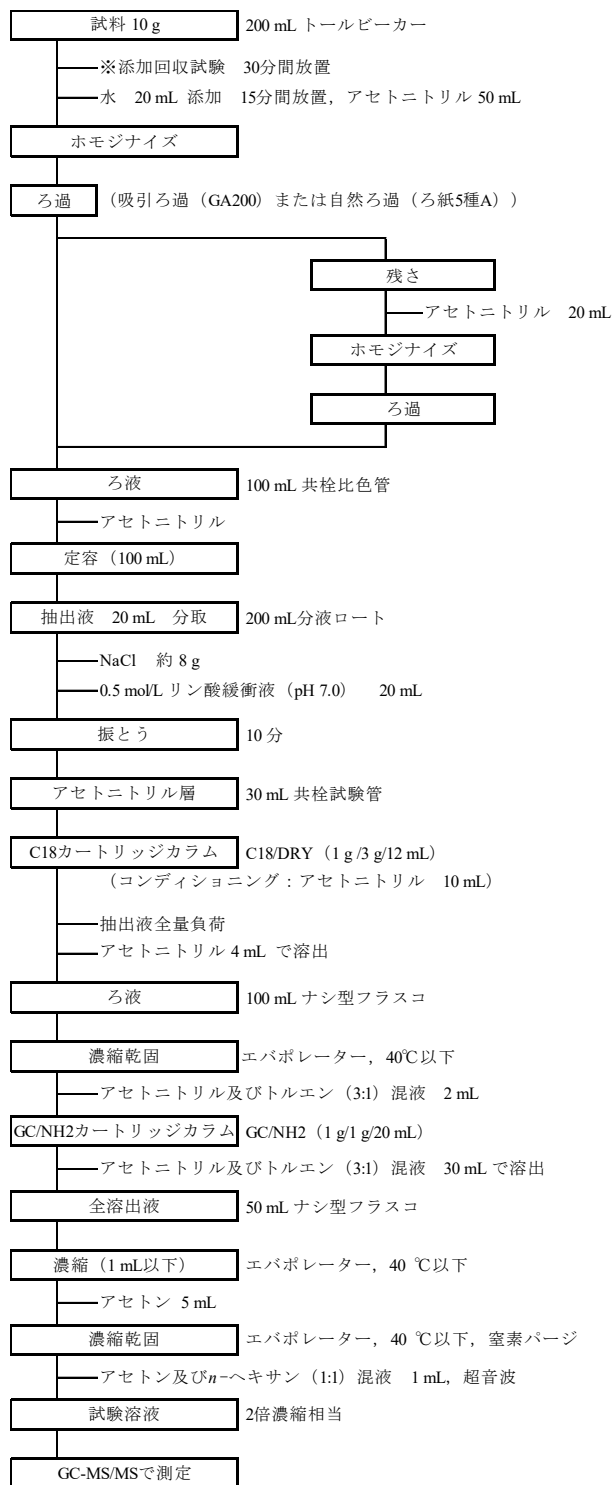 試料 10 g 200 mL トールビーカー
※添加回収試験　30分間放置
水　20 mL 添加　15分間放置，アセトニトリル 50 mL
ホモジナイズ
ろ過 （吸引ろ過（GA200）または自然ろ過（ろ紙5種A））
残さ
アセトニトリル　20 mL
ホモジナイズ
ろ過
ろ液 100 mL 共栓比色管
アセトニトリル
定容（100 mL）
抽出液　20 mL　分取 200 mL分液ロート
NaCl　約 8 g
0.5 mol/L リン酸緩衝液（pH 7.0）　20 mL
振とう 10 分
アセトニトリル層 30 mL 共栓試験管
C18カートリッジカラム C18/DRY（1 g /3 g/12 mL）
（コンディショニング：アセトニトリル　10 mL）
抽出液全量負荷
アセトニトリル 4 mL で溶出
ろ液 100 mL ナシ型フラスコ
濃縮乾固 エバポレーター，40℃以下
アセトニトリル及びトルエン（3:1）混液　2 mL
GC/NH2カートリッジカラム GC/NH2（1 g/1 g/20 mL）
アセトニトリル及びトルエン（3:1）混液　30 mL で溶出
全溶出液 50 mL ナシ型フラスコ
濃縮（1 mL以下） エバポレーター，40 ℃以下
アセトン 5 mL
濃縮乾固 エバポレーター，40 ℃以下，窒素パージ
アセトン及びn-ヘキサン（1:1）混液　1 mL，超音波
試験溶液 2倍濃縮相当
GC-MS/MSで測定